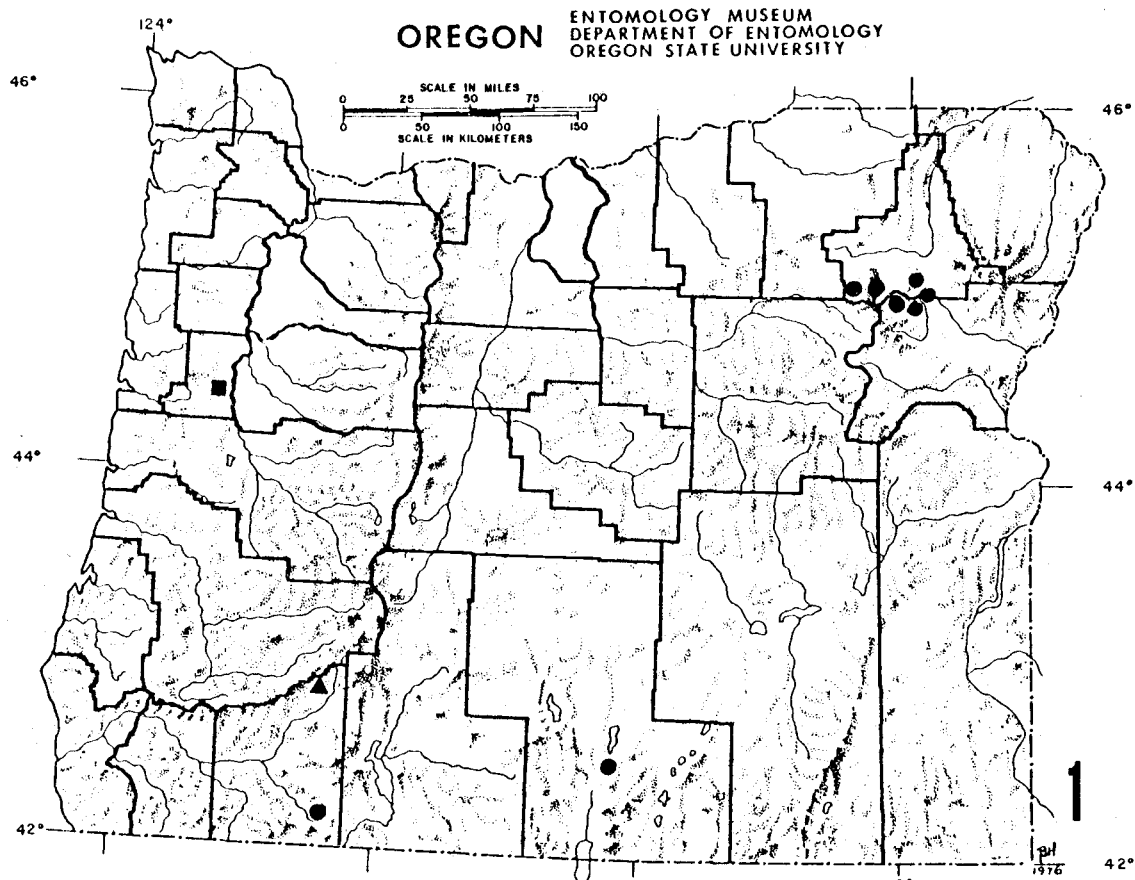 124°
OREGON
ENTOMOLOGY MUSEUM
DEPARTMENT OF ENTOMOLOGY
OREGON STATE UNIVERSITY
46°
SCALE IN MILES
0 25 50 75 100
0 50 100 150
SCALE IN KILOMETERS
46°
44°
44°
1
42°
BH
1976
42°